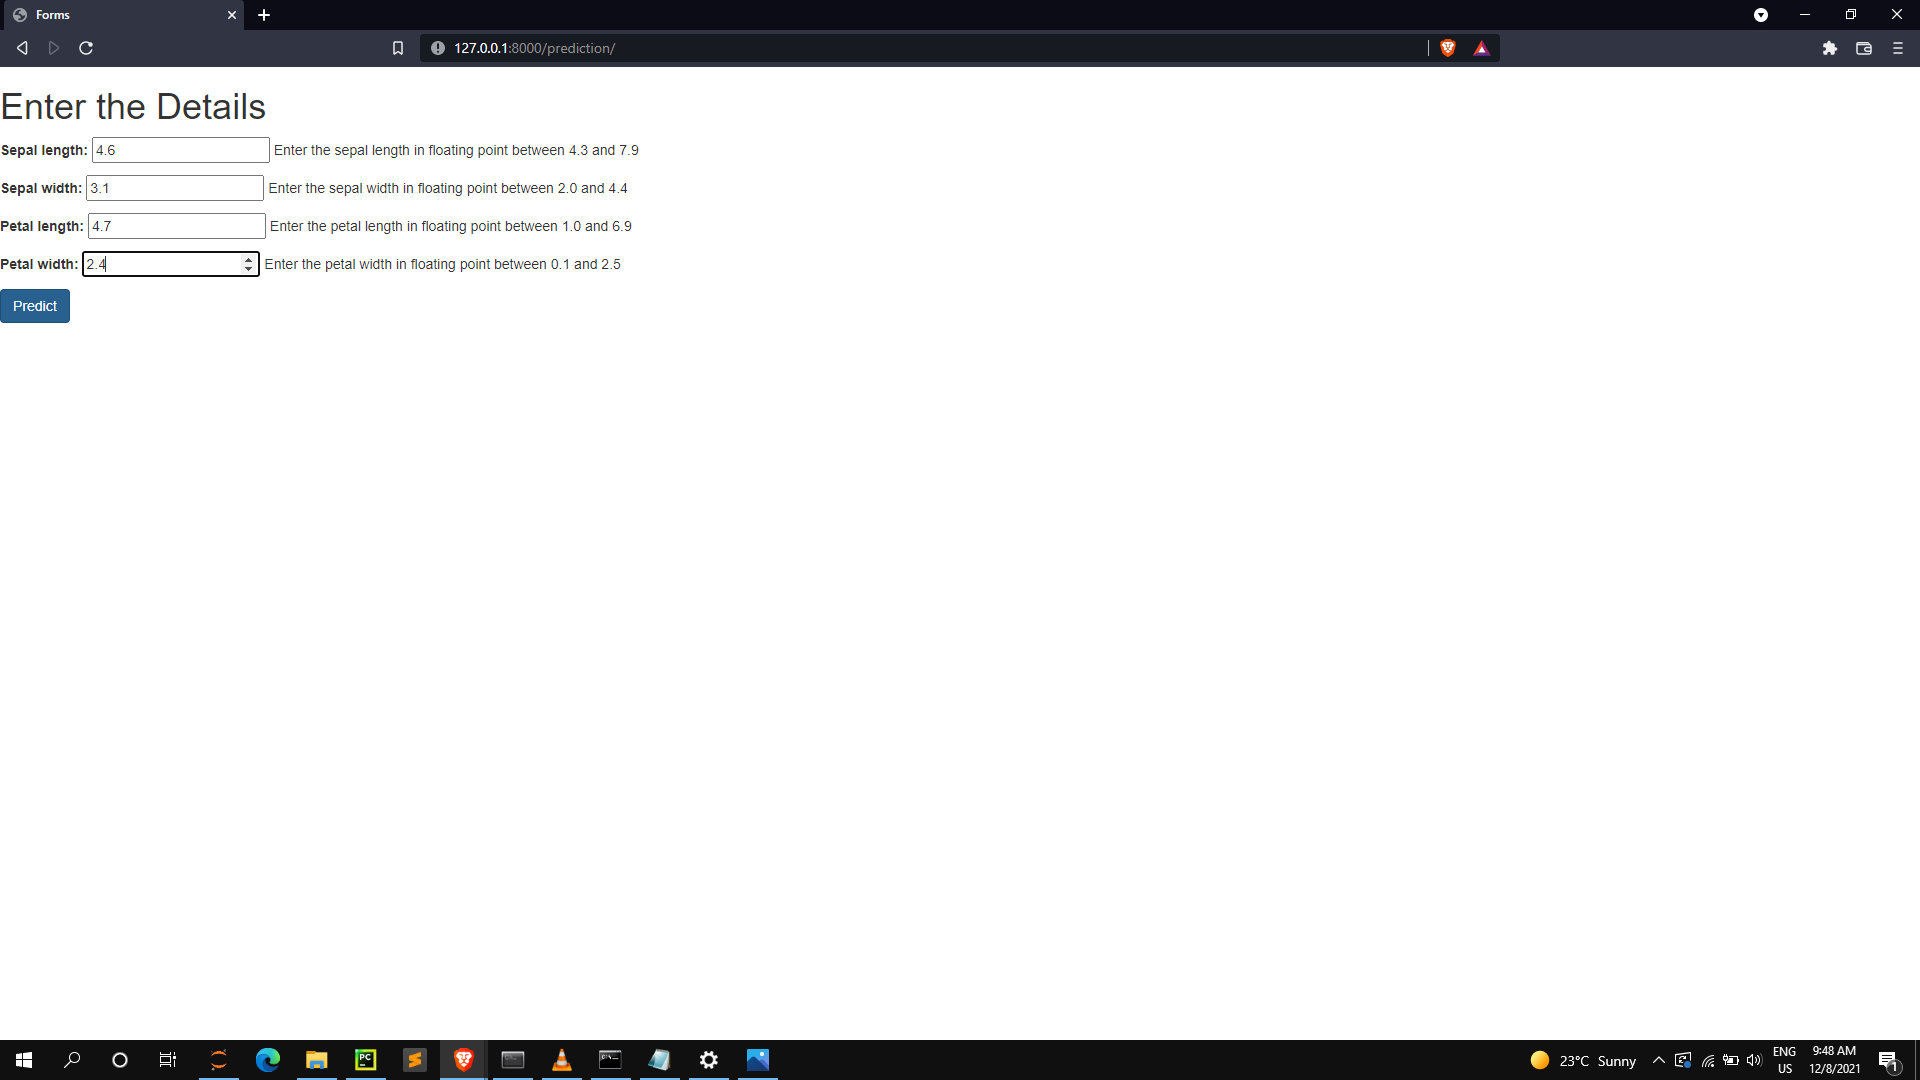 Forms
127.0.0.1:8000/prediction/
Enter the Details
Sepal length: 4.6 Enter the sepal length in floating point between 4.3 and 7.9
Sepal width: 3.1 Enter the sepal width in floating point between 2.0 and 4.4
Petal length: 4.7 Enter the petal length in floating point between 1.0 and 6.9
Petal width: 2.4 Enter the petal width in floating point between 0.1 and 2.5
Predict
PC
23°C Sunny
ENG
US
9:48 AM
12/8/2021
1